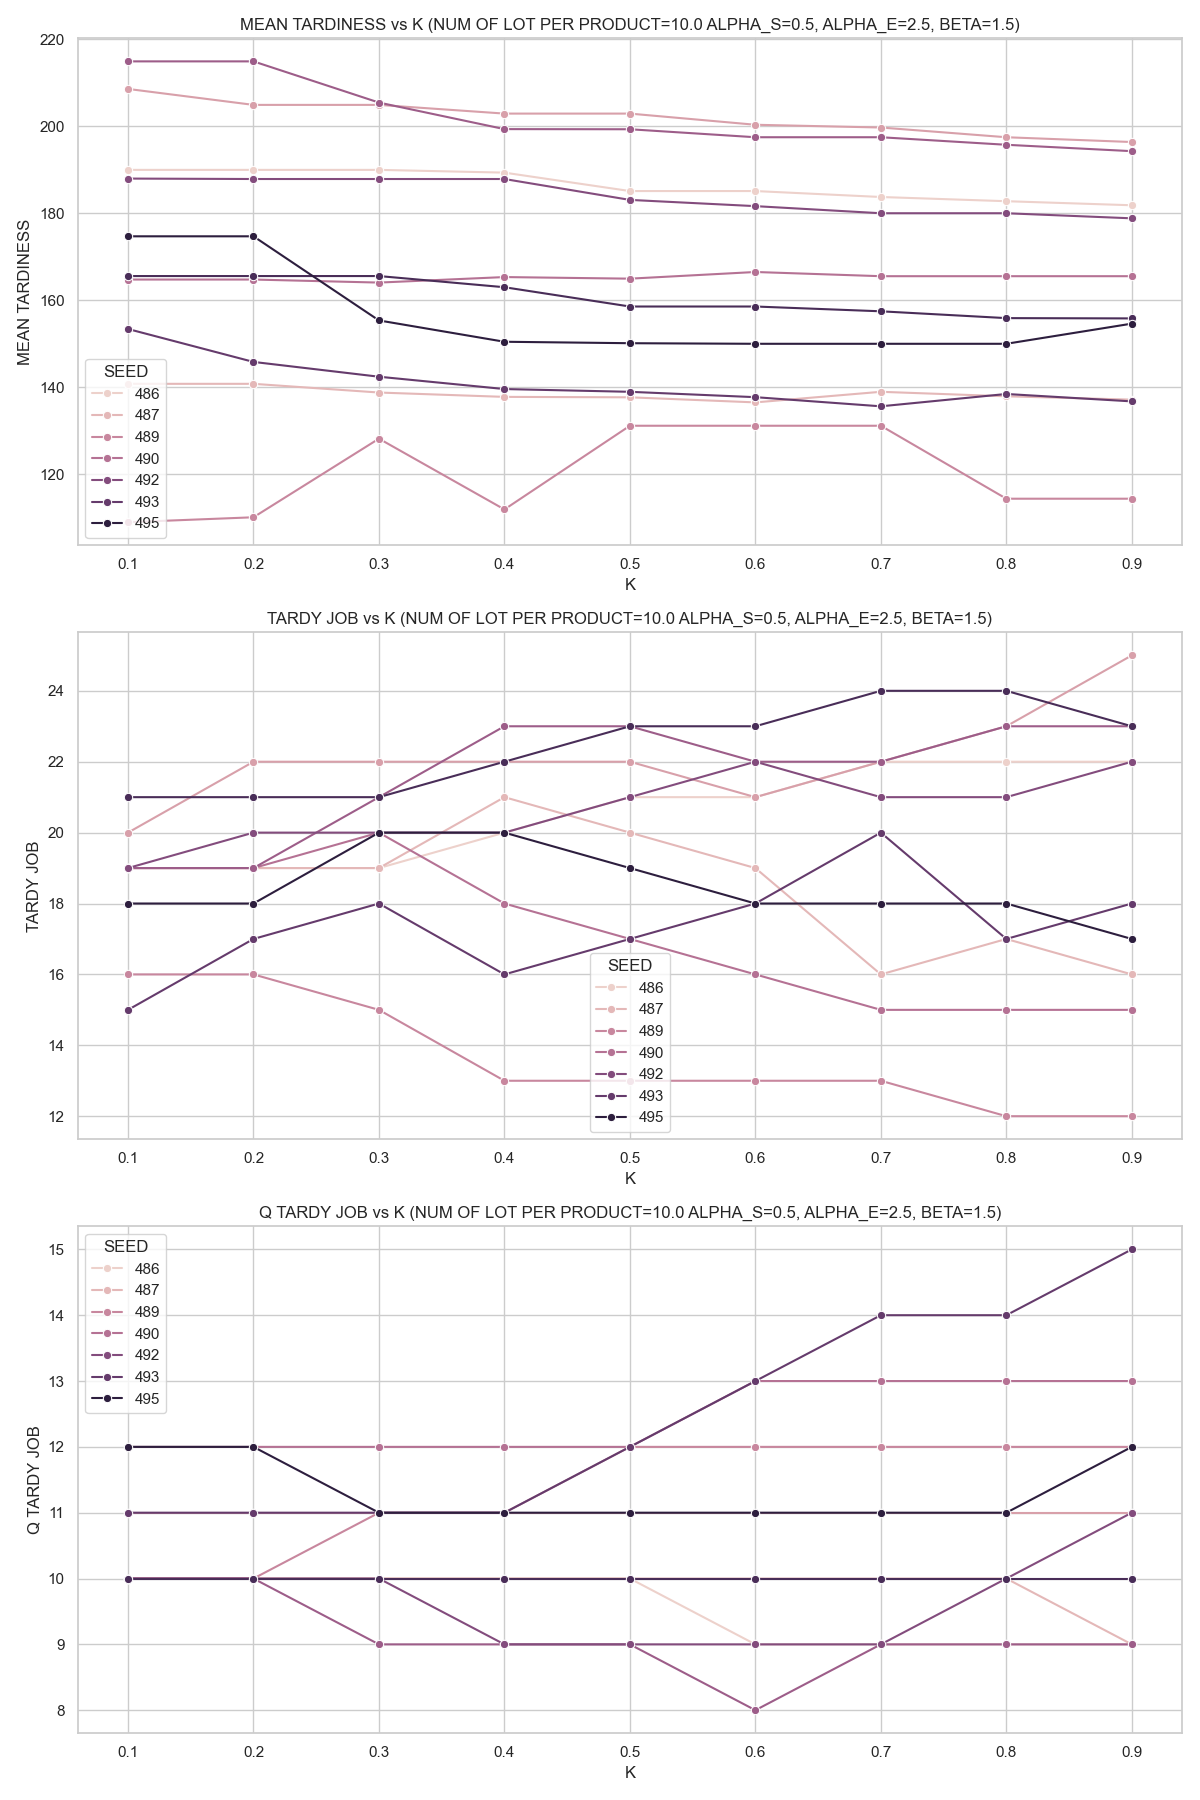 MEAN TARDINESS vs K (NUM OF LOT PER PRODUCT=10.0 ALPHA_S=0.5, ALPHA_E=2.5, BETA=1.5)
220
200
180
160
140
120
MEAN TARDINESS
SEED
486
487
489
490
492
493
495
0.1 0.2 0.3 0.4 0.5 0.6 0.7 0.8 0.9
K
TARDY JOB vs K (NUM OF LOT PER PRODUCT=10.0 ALPHA_S=0.5, ALPHA_E=2.5, BETA=1.5)
24
22
20
18
16
14
12
TARDY JOB
SEED
486
487
489
490
492
493
495
0.1 0.2 0.3 0.4 0.5 0.6 0.7 0.8 0.9
K
Q TARDY JOB vs K (NUM OF LOT PER PRODUCT=10.0 ALPHA_S=0.5, ALPHA_E=2.5, BETA=1.5)
15
14
13
12
11
10
9
8
Q TARDY JOB
SEED
486
487
489
490
492
493
495
0.1 0.2 0.3 0.4 0.5 0.6 0.7 0.8 0.9
K